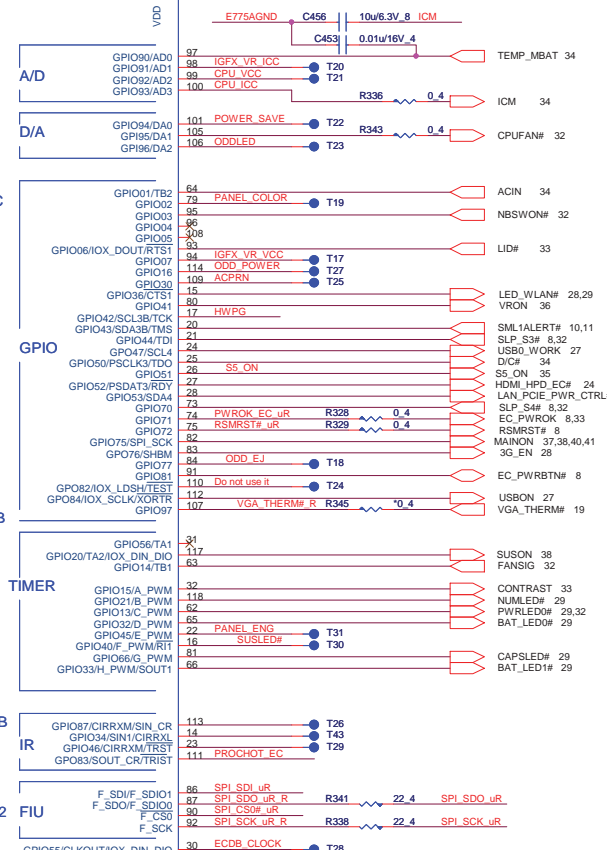 VDD
E775AGND C456 10u/6.3V_8 ICM
C453 0.01u/16V_4
A/D
GPIO90/AD0 97 TEMP_MBAT 34
GPIO91/AD1 98 IGFX_VR_ICC T20
GPIO92/AD2 99 CPU_VCC T21
GPIO93/AD3 100 CPU_ICC R336 0_4 ICM 34
D/A
GPIO94/DA0 101 POWER_SAVE T22
GPI95/DA1 105 R343 0_4 CPUFAN# 32
GPI96/DA2 106 ODDLED T23
GPIO
GPIO01/TB2 64 ACIN 34
GPIO02 79 PANEL_COLOR T19
GPIO03 95 NBSWON# 32
GPIO04 96
GPIO05 108
GPIO06/IOX_DOUT/RTS1 93 LID# 33
GPIO07 94 IGFX_VR_VCC T17
GPIO16 114 ODD_POWER T27
GPIO30 109 ACPRN T25
GPIO36/CTS1 15 LED_WLAN# 28,29
GPIO41 80 VRON 36
GPIO42/SCL3B/TCK 17 HWPG
GPIO43/SDA3B/TMS 20 SML1ALERT# 10,11
GPIO44/TDI 21 SLP_S3# 8,32
GPIO47/SCL4 24 USB0_WORK 27
GPIO50/PSCLK3/TDO 25 D/C# 34
GPIO51 26 S5_ON S5_ON 35
GPIO52/PSDAT3/RDY 27 HDMI_HPD_EC# 24
GPIO53/SDA4 28 LAN_PCIE_PWR_CTRL
GPIO70 73 SLP_S4# 8,32
GPIO71 74 PWROK_EC_uR R328 0_4 EC_PWROK 8,33
GPIO72 75 RSMRST#_uR R329 0_4 RSMRST# 8
GPIO75/SPI_SCK 82 MAINON 37,38,40,41
GPO76/SHBM 83 3G_EN 28
GPIO77 84 ODD_EJ T18
GPIO81 91 EC_PWRBTN# 8
GPO82/IOX_LDSH/TEST 110 Do not use it T24
GPO84/IOX_SCLK/XORTR 112 USBON 27
GPIO97 107 VGA_THERM#_R R345 *0_4 VGA_THERM# 19
TIMER
GPIO56/TA1 31
GPIO20/TA2/IOX_DIN_DIO 117 SUSON 38
GPIO14/TB1 63 FANSIG 32
GPIO15/A_PWM 32 CONTRAST 33
GPIO21/B_PWM 118 NUMLED# 29
GPIO13/C_PWM 62 PWRLED0# 29,32
GPIO32/D_PWM 65 BAT_LED0# 29
GPIO45/E_PWM 22 PANEL_ENG T31
GPIO40/F_PWM/RI1 16 SUSLED# T30
GPIO66/G_PWM 81 CAPSLED# 29
GPIO33/H_PWM/SOUT1 66 BAT_LED1# 29
IR
GPIO87/CIRRXM/SIN_CR 113 T26
GPIO34/SIN1/CIRRXL 14 T43
GPIO46/CIRRXM/TRST 23 T29
GPO83/SOUT_CR/TRIST 111 PROCHOT_EC
FIU
F_SDI/F_SDIO1 86 SPI_SDI_uR
F_SDO/F_SDIO0 87 SPI_SDO_uR_R R341 22_4 SPI_SDO_uR
F_CS0 90 SPI_CS0#_uR
F_SCK 92 SPI_SCK_uR_R R338 22_4 SPI_SCK_uR
GPIO55/CLKOUT/IOX_DIN_DIO 30 ECDB_CLOCK T28